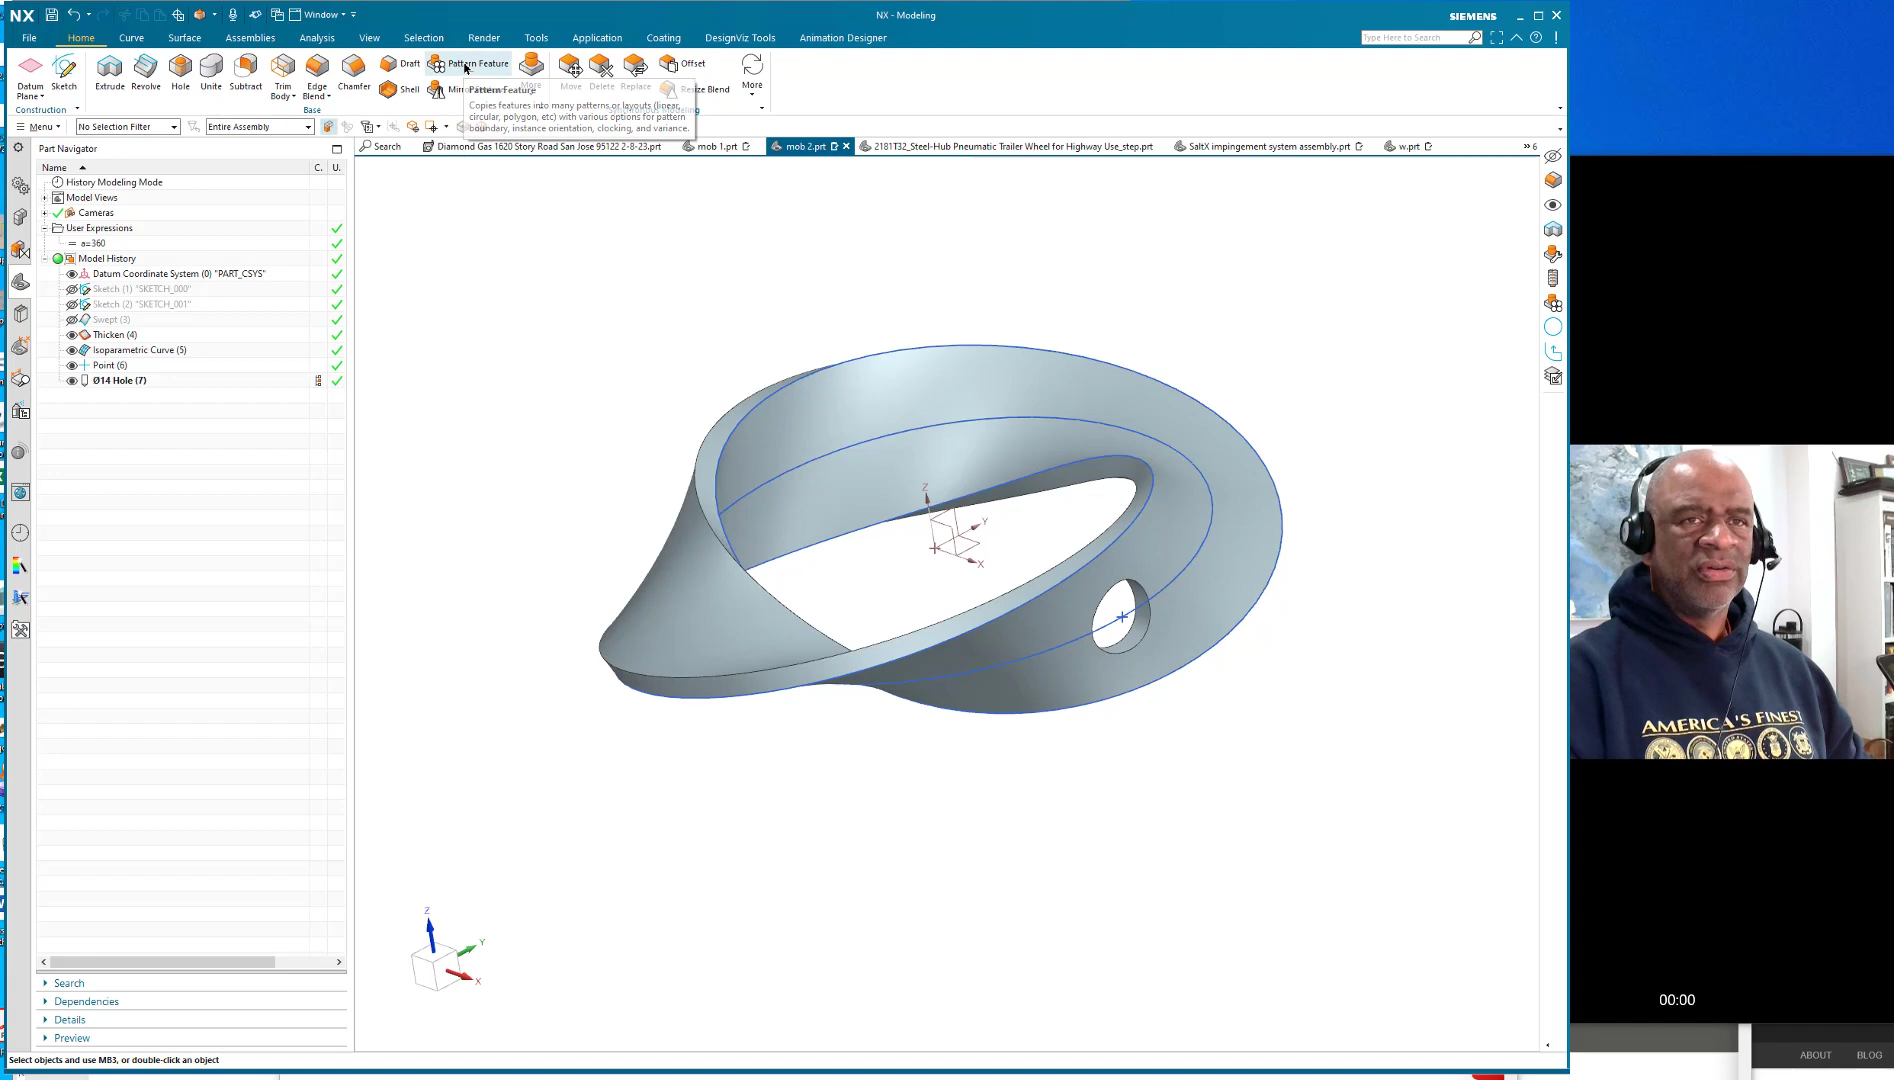 NX
Window
NX - Modeling
SIEMENS
File Home Curve Surface Assemblies Analysis View Selection Render Tools Application Coating DesignViz Tools Animation Designer
Type Here to Search
Datum Plane
Sketch
Extrude
Revolve
Hole
Unite
Subtract
Trim Body
Edge Blend
Chamfer
Draft
Shell
Pattern Feature
More
Move
Delete
Replace
Offset
Resize Blend
More
Construction
Base
Pattern Feature
Copies features into many patterns or layouts (linear,
circular, polygon, etc) with various options for pattern
boundary, instance orientation, clocking, and variance.
Menu
No Selection Filter
Entire Assembly
Part Navigator
Search
Diamond Gas 1620 Story Road San Jose 95122 2-8-23.prt
mob 1.prt
mob 2.prt
2181T32_Steel-Hub Pneumatic Trailer Wheel for Highway Use_step.prt
SaltX impingement system assembly.prt
w.prt
6
Name C. U.
History Modeling Mode
Model Views
Cameras
User Expressions
a=360
Model History
Datum Coordinate System (0) "PART_CSYS"
Sketch (1) "SKETCH_000"
Sketch (2) "SKETCH_001"
Swept (3)
Thicken (4)
Isoparametric Curve (5)
Point (6)
Ø14 Hole (7)
Z
Y
X
Z
Y
X
AMERICA'S FINEST
00:00
Search
Dependencies
Details
Preview
Select objects and use MB3, or double-click an object
ABOUT BLOG